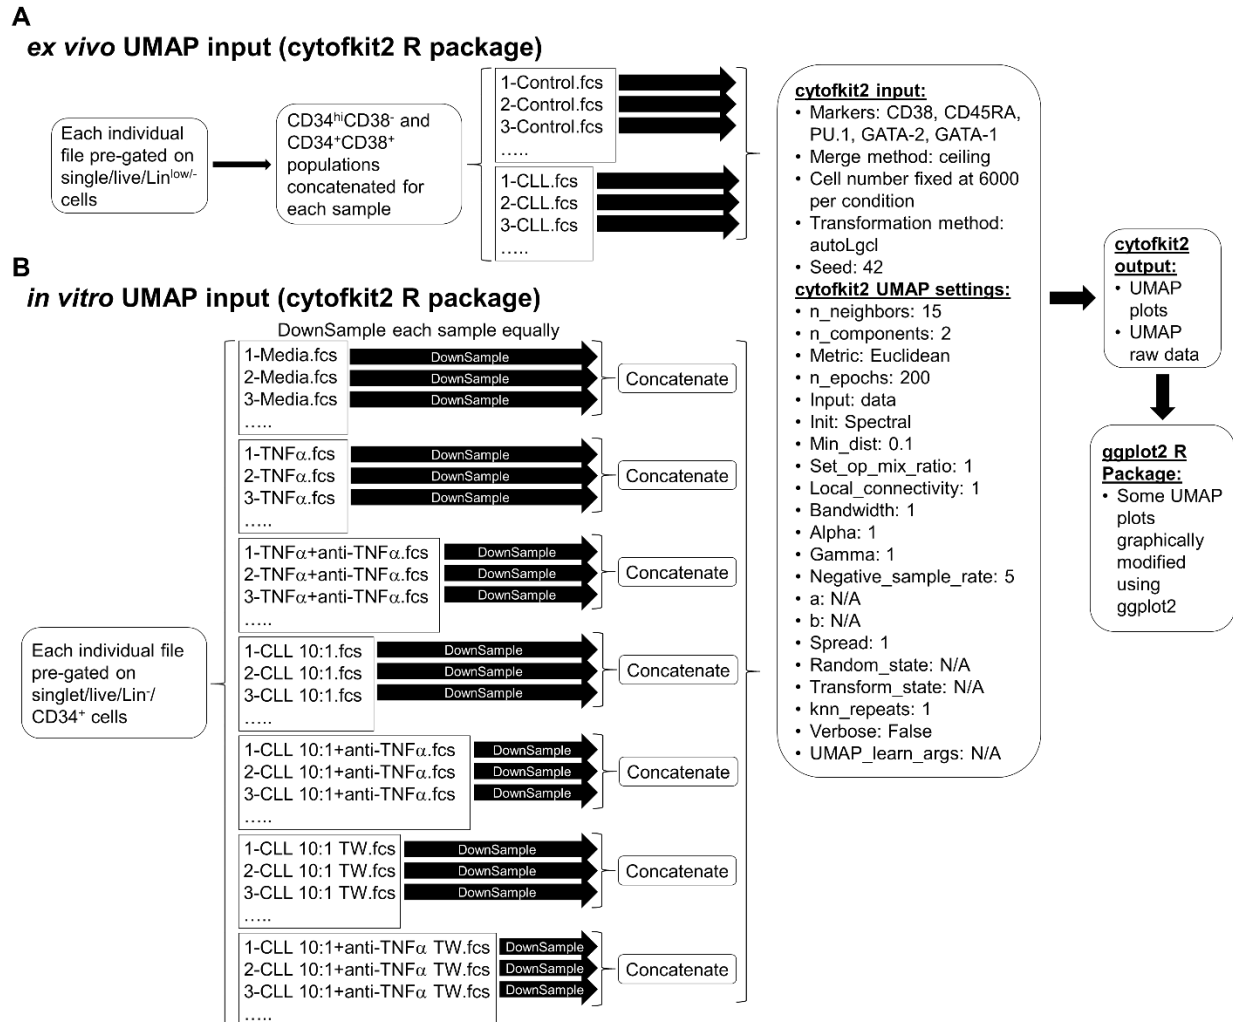 A
ex vivo UMAP input (cytofkit2 R package)
Each individual
file pre-gated on
single/live/Linlow/-
cells
CD34hiCD38- and
CD34+CD38+
populations
concatenated for
each sample
1-Control.fcs
2-Control.fcs
3-Control.fcs
.....
1-CLL.fcs
2-CLL.fcs
3-CLL.fcs
.....
B
in vitro UMAP input (cytofkit2 R package)
DownSample each sample equally
Each individual file
pre-gated on
singlet/live/Lin-/
CD34+ cells
1-Media.fcs DownSample
2-Media.fcs DownSample
3-Media.fcs DownSample
.....
Concatenate
1-TNFα.fcs DownSample
2-TNFα.fcs DownSample
3-TNFα.fcs DownSample
.....
Concatenate
1-TNFα+anti-TNFα.fcs DownSample
2-TNFα+anti-TNFα.fcs DownSample
3-TNFα+anti-TNFα.fcs DownSample
.....
Concatenate
1-CLL 10:1.fcs DownSample
2-CLL 10:1.fcs DownSample
3-CLL 10:1.fcs DownSample
.....
Concatenate
1-CLL 10:1+anti-TNFα.fcs DownSample
2-CLL 10:1+anti-TNFα.fcs DownSample
3-CLL 10:1+anti-TNFα.fcs DownSample
.....
Concatenate
1-CLL 10:1 TW.fcs DownSample
2-CLL 10:1 TW.fcs DownSample
3-CLL 10:1 TW.fcs DownSample
.....
Concatenate
1-CLL 10:1+anti-TNFα TW.fcs DownSample
2-CLL 10:1+anti-TNFα TW.fcs DownSample
3-CLL 10:1+anti-TNFα TW.fcs DownSample
.....
Concatenate
cytofkit2 input:
• Markers: CD38, CD45RA,
PU.1, GATA-2, GATA-1
• Merge method: ceiling
• Cell number fixed at 6000
per condition
• Transformation method:
autoLgcl
• Seed: 42
cytofkit2 UMAP settings:
• n_neighbors: 15
• n_components: 2
• Metric: Euclidean
• n_epochs: 200
• Input: data
• Init: Spectral
• Min_dist: 0.1
• Set_op_mix_ratio: 1
• Local_connectivity: 1
• Bandwidth: 1
• Alpha: 1
• Gamma: 1
• Negative_sample_rate: 5
• a: N/A
• b: N/A
• Spread: 1
• Random_state: N/A
• Transform_state: N/A
• knn_repeats: 1
• Verbose: False
• UMAP_learn_args: N/A
cytofkit2
output:
• UMAP
plots
• UMAP
raw data
ggplot2 R
Package:
• Some UMAP
plots
graphically
modified
using
ggplot2